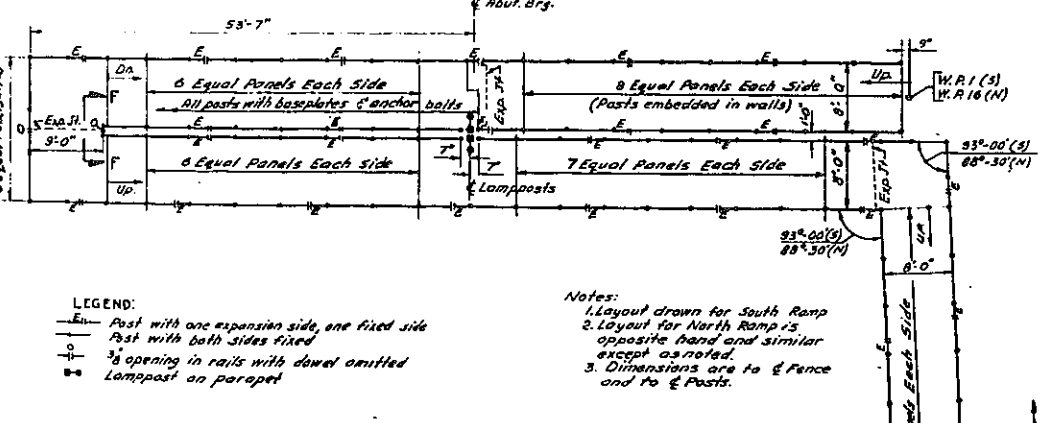 ℄ Abut. Brg.
53'-7"
E
E
E
E
E
E
9"
Dn.
6 Equal Panels Each Side
Exp. Jt.
8 Equal Panels Each Side
Up.
W.P. 1 (S)
W.P. 16 (N)
F
All posts with baseplates & anchor bolts
(Posts embedded in walls)
8'-0"
Exp. Jt.
O
E
E
E
E
E
1'-0"
9'-0"
F
6 Equal Panels Each Side
7"
7"
7 Equal Panels Each Side
8'-0"
Exp. Jt.
93°-00'(S)
88°-30'(N)
Up.
℄ Lampposts
E
E
E
E
E
E
E
E
93°-00'(S)
88°-30'(N)
UP.
8'-0"
LEGEND:
E Post with one expansion side, one fixed side
Post with both sides fixed
O 3/8" opening in rails with dowel omitted
Lamppost on parapet
Notes:
1. Layout drawn for South Ramp
2. Layout for North Ramp is
opposite hand and similar
except as noted.
3. Dimensions are to ℄ Fence
and to ℄ Posts.
E
E
Each Side